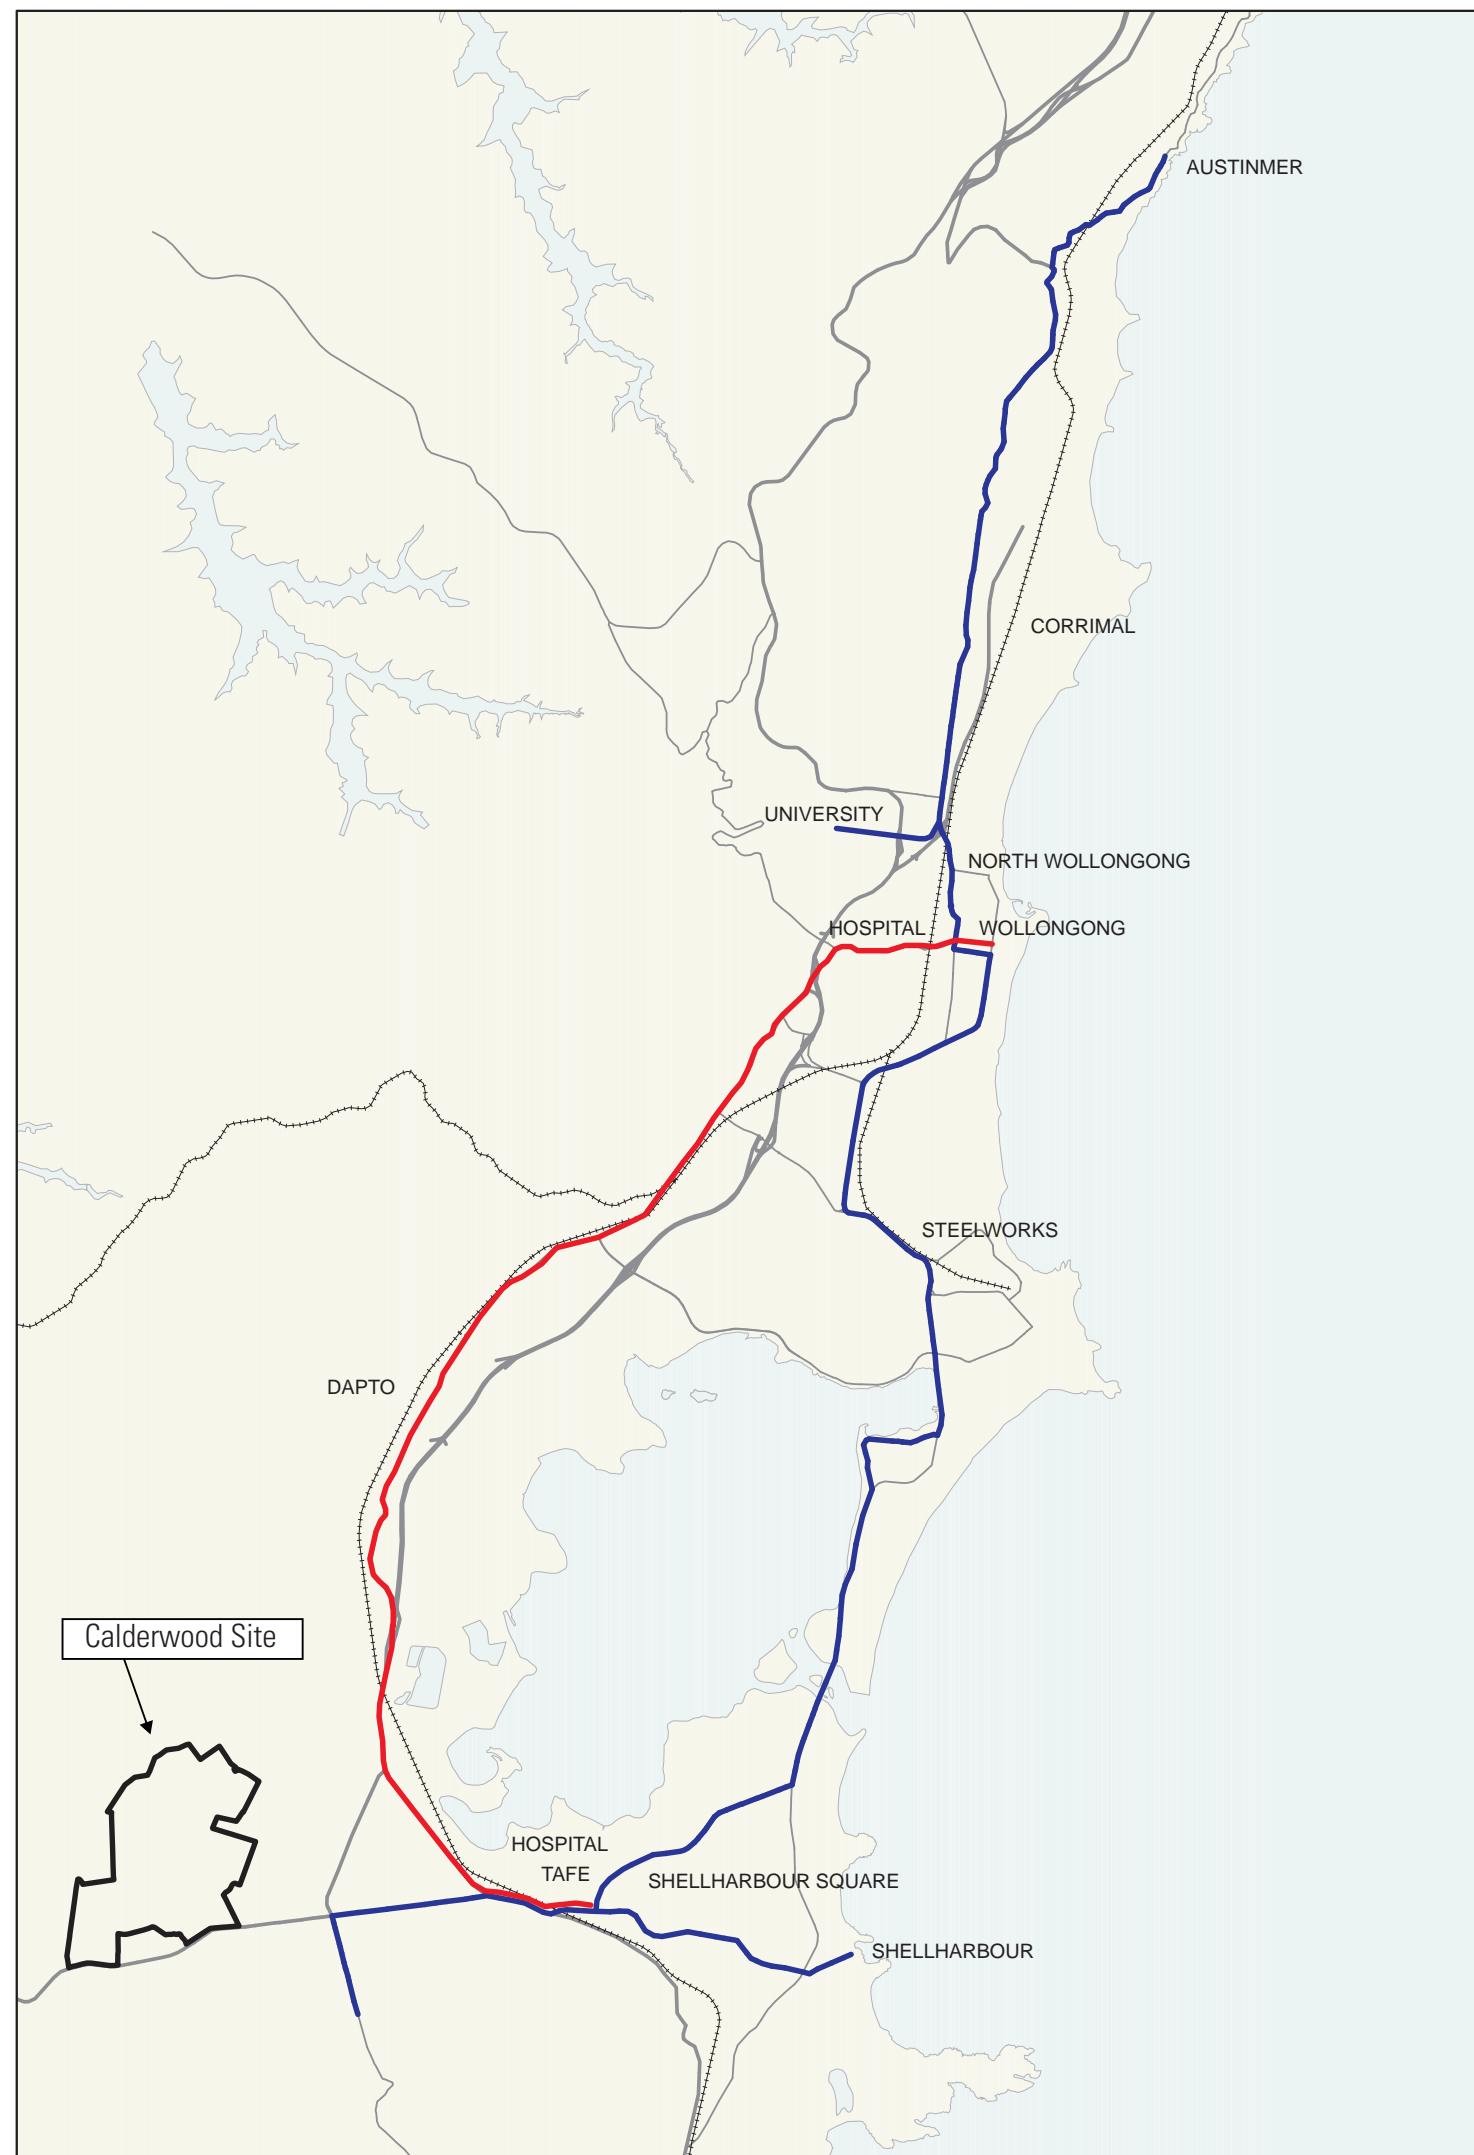 AUSTINMER
CORRIMAL
UNIVERSITY
NORTH WOLLONGONG
HOSPITAL
WOLLONGONG
STEELWORKS
DAPTO
Calderwood Site
HOSPITAL
TAFE
SHELLHARBOUR SQUARE
SHELLHARBOUR